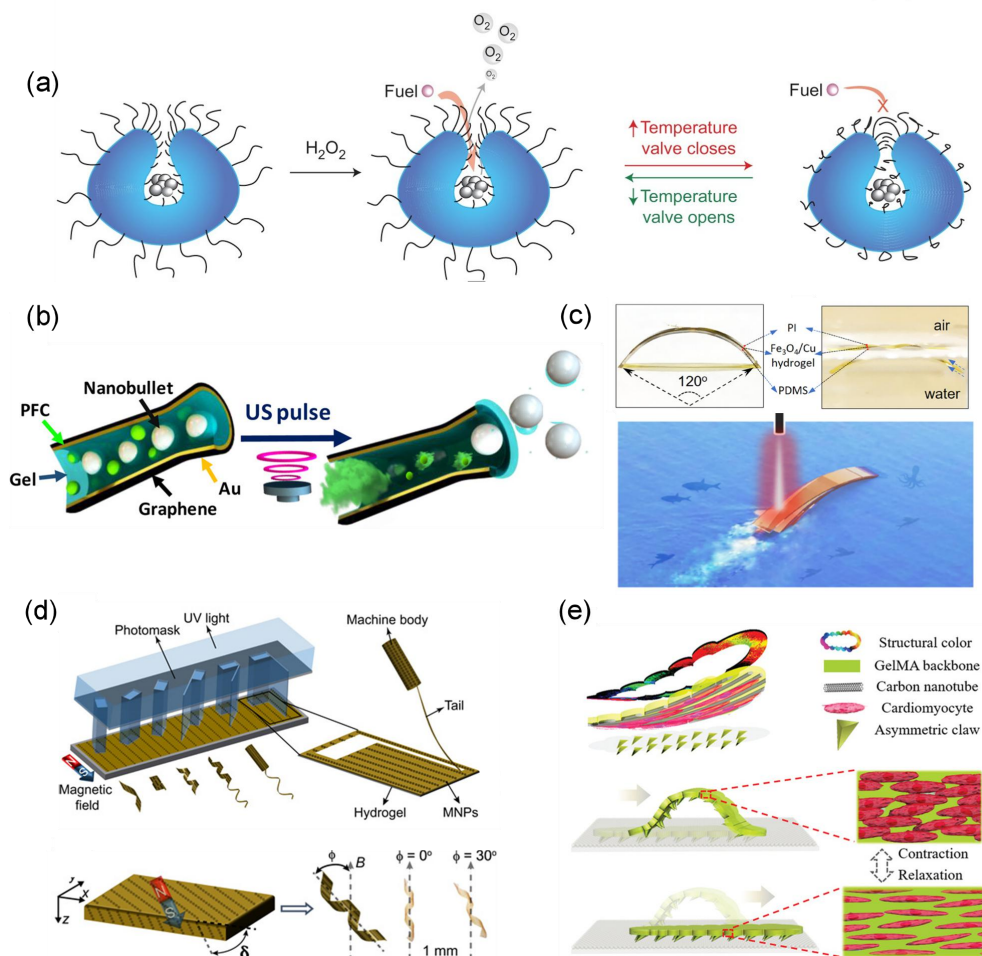 (a)
O2
O2
O2
O2
Fuel
H2O2
↑Temperature
valve closes
↓Temperature
valve opens
Fuel
X
(b)
Nanobullet
PFC
Gel
Graphene
Au
US pulse
(c)
120°
PI
Fe3O4/Cu
hydrogel
PDMS
air
water
(d)
UV light
Photomask
N
S
Magnetic
field
Machine body
Tail
Hydrogel
MNPs
y
X
Z
N
S
δ
ϕ
B
ϕ = 0°
ϕ = 30°
1 mm
(e)
Structural color
GelMA backbone
Carbon nanotube
Cardiomyocyte
Asymmetric claw
Contraction
Relaxation